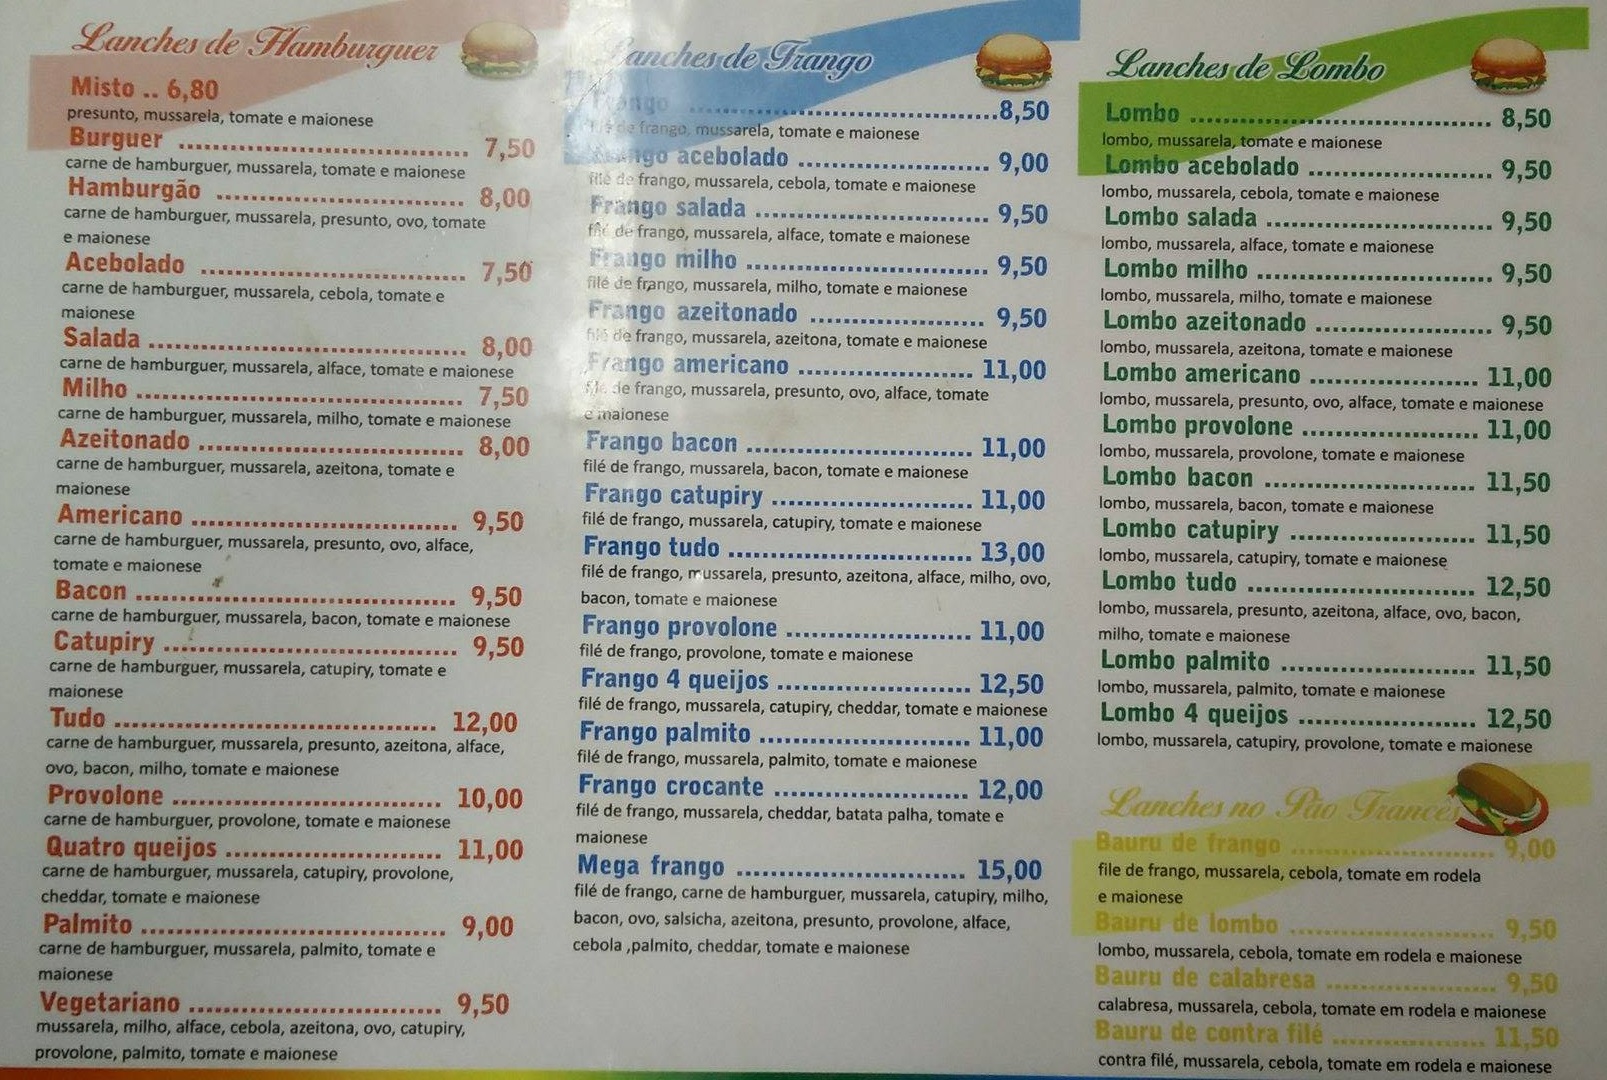 Lanches de Hamburguer
Misto .. 6,80
presunto, mussarela, tomate e maionese
Burguer ........ 7,50
carne de hamburguer, mussarela, tomate e maionese
Hamburgão ........ 8,00
carne de hamburguer, mussarela, presunto, ovo, tomate
e maionese
Acebolado ........ 7,50
carne de hamburguer, mussarela, cebola, tomate e
maionese
Salada ........ 8,00
carne de hamburguer, mussarela, alface, tomate e maionese
Milho ........ 7,50
carne de hamburguer, mussarela, milho, tomate e maionese
Azeitonado ........ 8,00
carne de hamburguer, mussarela, azeitona, tomate e
maionese
Americano ........ 9,50
carne de hamburguer, mussarela, presunto, ovo, alface,
tomate e maionese
Bacon ........ 9,50
carne de hamburguer, mussarela, bacon, tomate e maionese
Catupiry ........ 9,50
carne de hamburguer, mussarela, catupiry, tomate e
maionese
Tudo ........ 12,00
carne de hamburguer, mussarela, presunto, azeitona, alface,
ovo, bacon, milho, tomate e maionese
Provolone ........ 10,00
carne de hamburguer, provolone, tomate e maionese
Quatro queijos ........ 11,00
carne de hamburguer, mussarela, catupiry, provolone,
cheddar, tomate e maionese
Palmito ........ 9,00
carne de hamburguer, mussarela, palmito, tomate e
maionese
Vegetariano ........ 9,50
mussarela, milho, alface, cebola, azeitona, ovo, catupiry,
provolone, palmito, tomate e maionese
Lanches de Frango
Frango ........ 8,50
filé de frango, mussarela, tomate e maionese
Frango acebolado ........ 9,00
filé de frango, mussarela, cebola, tomate e maionese
Frango salada ........ 9,50
filé de frango, mussarela, alface, tomate e maionese
Frango milho ........ 9,50
filé de frango, mussarela, milho, tomate e maionese
Frango azeitonado ........ 9,50
filé de frango, mussarela, azeitona, tomate e maionese
Frango americano ........ 11,00
filé de frango, mussarela, presunto, ovo, alface, tomate
e maionese
Frango bacon ........ 11,00
filé de frango, mussarela, bacon, tomate e maionese
Frango catupiry ........ 11,00
filé de frango, mussarela, catupiry, tomate e maionese
Frango tudo ........ 13,00
filé de frango, mussarela, presunto, azeitona, alface, milho, ovo,
bacon, tomate e maionese
Frango provolone ........ 11,00
filé de frango, provolone, tomate e maionese
Frango 4 queijos ........ 12,50
filé de frango, mussarela, catupiry, cheddar, tomate e maionese
Frango palmito ........ 11,00
filé de frango, mussarela, palmito, tomate e maionese
Frango crocante ........ 12,00
filé de frango, mussarela, cheddar, batata palha, tomate e
maionese
Mega frango ........ 15,00
filé de frango, carne de hamburguer, mussarela, catupiry, milho,
bacon, ovo, salsicha, azeitona, presunto, provolone, alface,
cebola ,palmito, cheddar, tomate e maionese
Lanches de Lombo
Lombo ........ 8,50
lombo, mussarela, tomate e maionese
Lombo acebolado ........ 9,50
lombo, mussarela, cebola, tomate e maionese
Lombo salada ........ 9,50
lombo, mussarela, alface, tomate e maionese
Lombo milho ........ 9,50
lombo, mussarela, milho, tomate e maionese
Lombo azeitonado ........ 9,50
lombo, mussarela, azeitona, tomate e maionese
Lombo americano ........ 11,00
lombo, mussarela, presunto, ovo, alface, tomate e maionese
Lombo provolone ........ 11,00
lombo, mussarela, provolone, tomate e maionese
Lombo bacon ........ 11,50
lombo, mussarela, bacon, tomate e maionese
Lombo catupiry ........ 11,50
lombo, mussarela, catupiry, tomate e maionese
Lombo tudo ........ 12,50
lombo, mussarela, presunto, azeitona, alface, ovo, bacon,
milho, tomate e maionese
Lombo palmito ........ 11,50
lombo, mussarela, palmito, tomate e maionese
Lombo 4 queijos ........ 12,50
lombo, mussarela, catupiry, provolone, tomate e maionese
Lanches no Pão Francês
Bauru de frango ........ 9,00
file de frango, mussarela, cebola, tomate em rodela
e maionese
Bauru de lombo ........ 9,50
lombo, mussarela, cebola, tomate em rodela e maionese
Bauru de calabresa ........ 9,50
calabresa, mussarela, cebola, tomate em rodela e maionese
Bauru de contra filé ........ 11,50
contra filé, mussarela, cebola, tomate em rodela e maionese